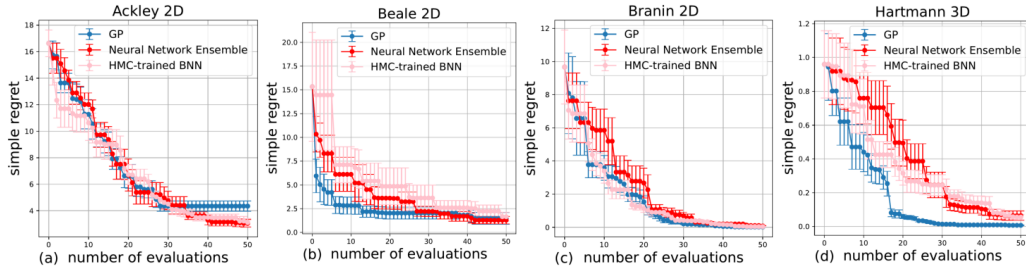 Ackley 2D
GP
Neural Network Ensemble
HMC-trained BNN
simple regret
18
16
14
12
10
8
6
4
0 10 20 30 40 50
(a) number of evaluations
Beale 2D
GP
Neural Network Ensemble
HMC-trained BNN
simple regret
20.0
17.5
15.0
12.5
10.0
7.5
5.0
2.5
0.0
0 10 20 30 40 50
(b) number of evaluations
Branin 2D
GP
Neural Network Ensemble
HMC-trained BNN
simple regret
12
10
8
6
4
2
0
0 10 20 30 40 50
(c) number of evaluations
Hartmann 3D
GP
Neural Network Ensemble
HMC-trained BNN
simple regret
1.2
1.0
0.8
0.6
0.4
0.2
0.0
0 10 20 30 40 50
(d) number of evaluations